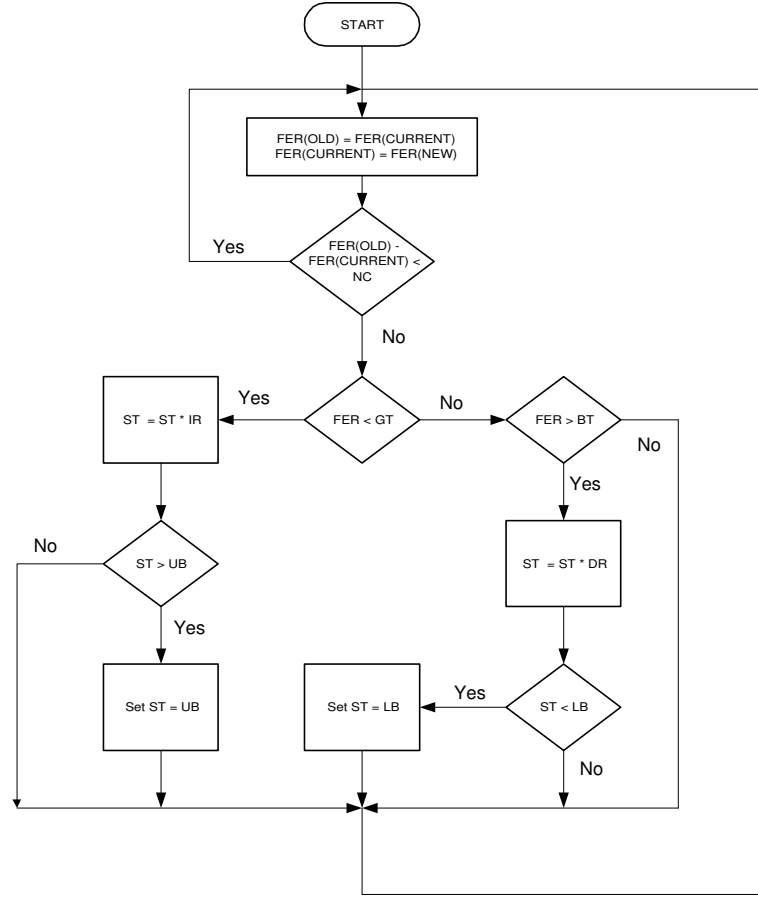 START
FER(OLD) = FER(CURRENT)
FER(CURRENT) = FER(NEW)
Yes
FER(OLD) -
FER(CURRENT) <
NC
No
ST = ST * IR
Yes
FER < GT
No
FER > BT
No
Yes
No
ST > UB
ST = ST * DR
Yes
Set ST = UB
Set ST = LB
Yes
ST < LB
No